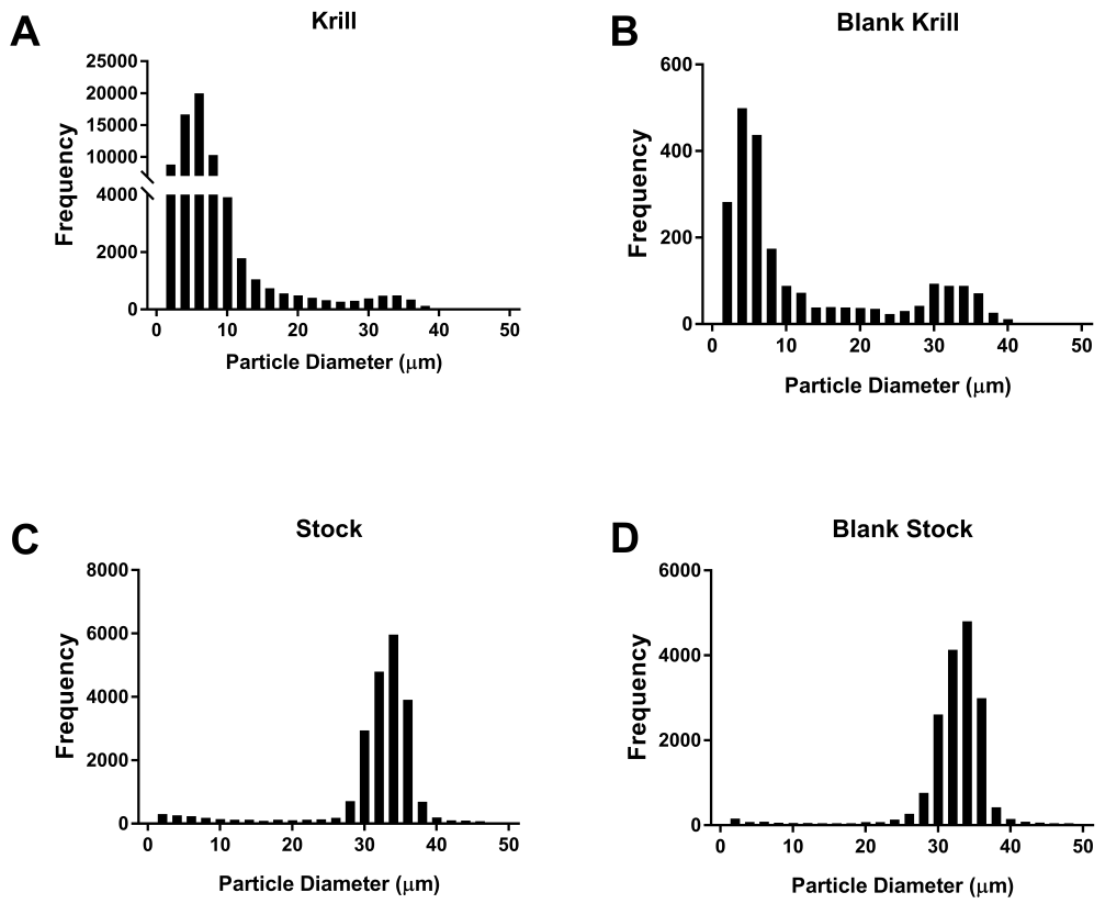 A
Krill
25000
20000
15000
10000
4000
2000
0
Frequency
0 10 20 30 40 50
Particle Diameter (μm)
B
Blank Krill
600
400
200
0
Frequency
0 10 20 30 40 50
Particle Diameter (μm)
C
Stock
8000
6000
4000
2000
0
Frequency
0 10 20 30 40 50
Particle Diameter (μm)
D
Blank Stock
6000
4000
2000
0
Frequency
0 10 20 30 40 50
Particle Diameter (μm)